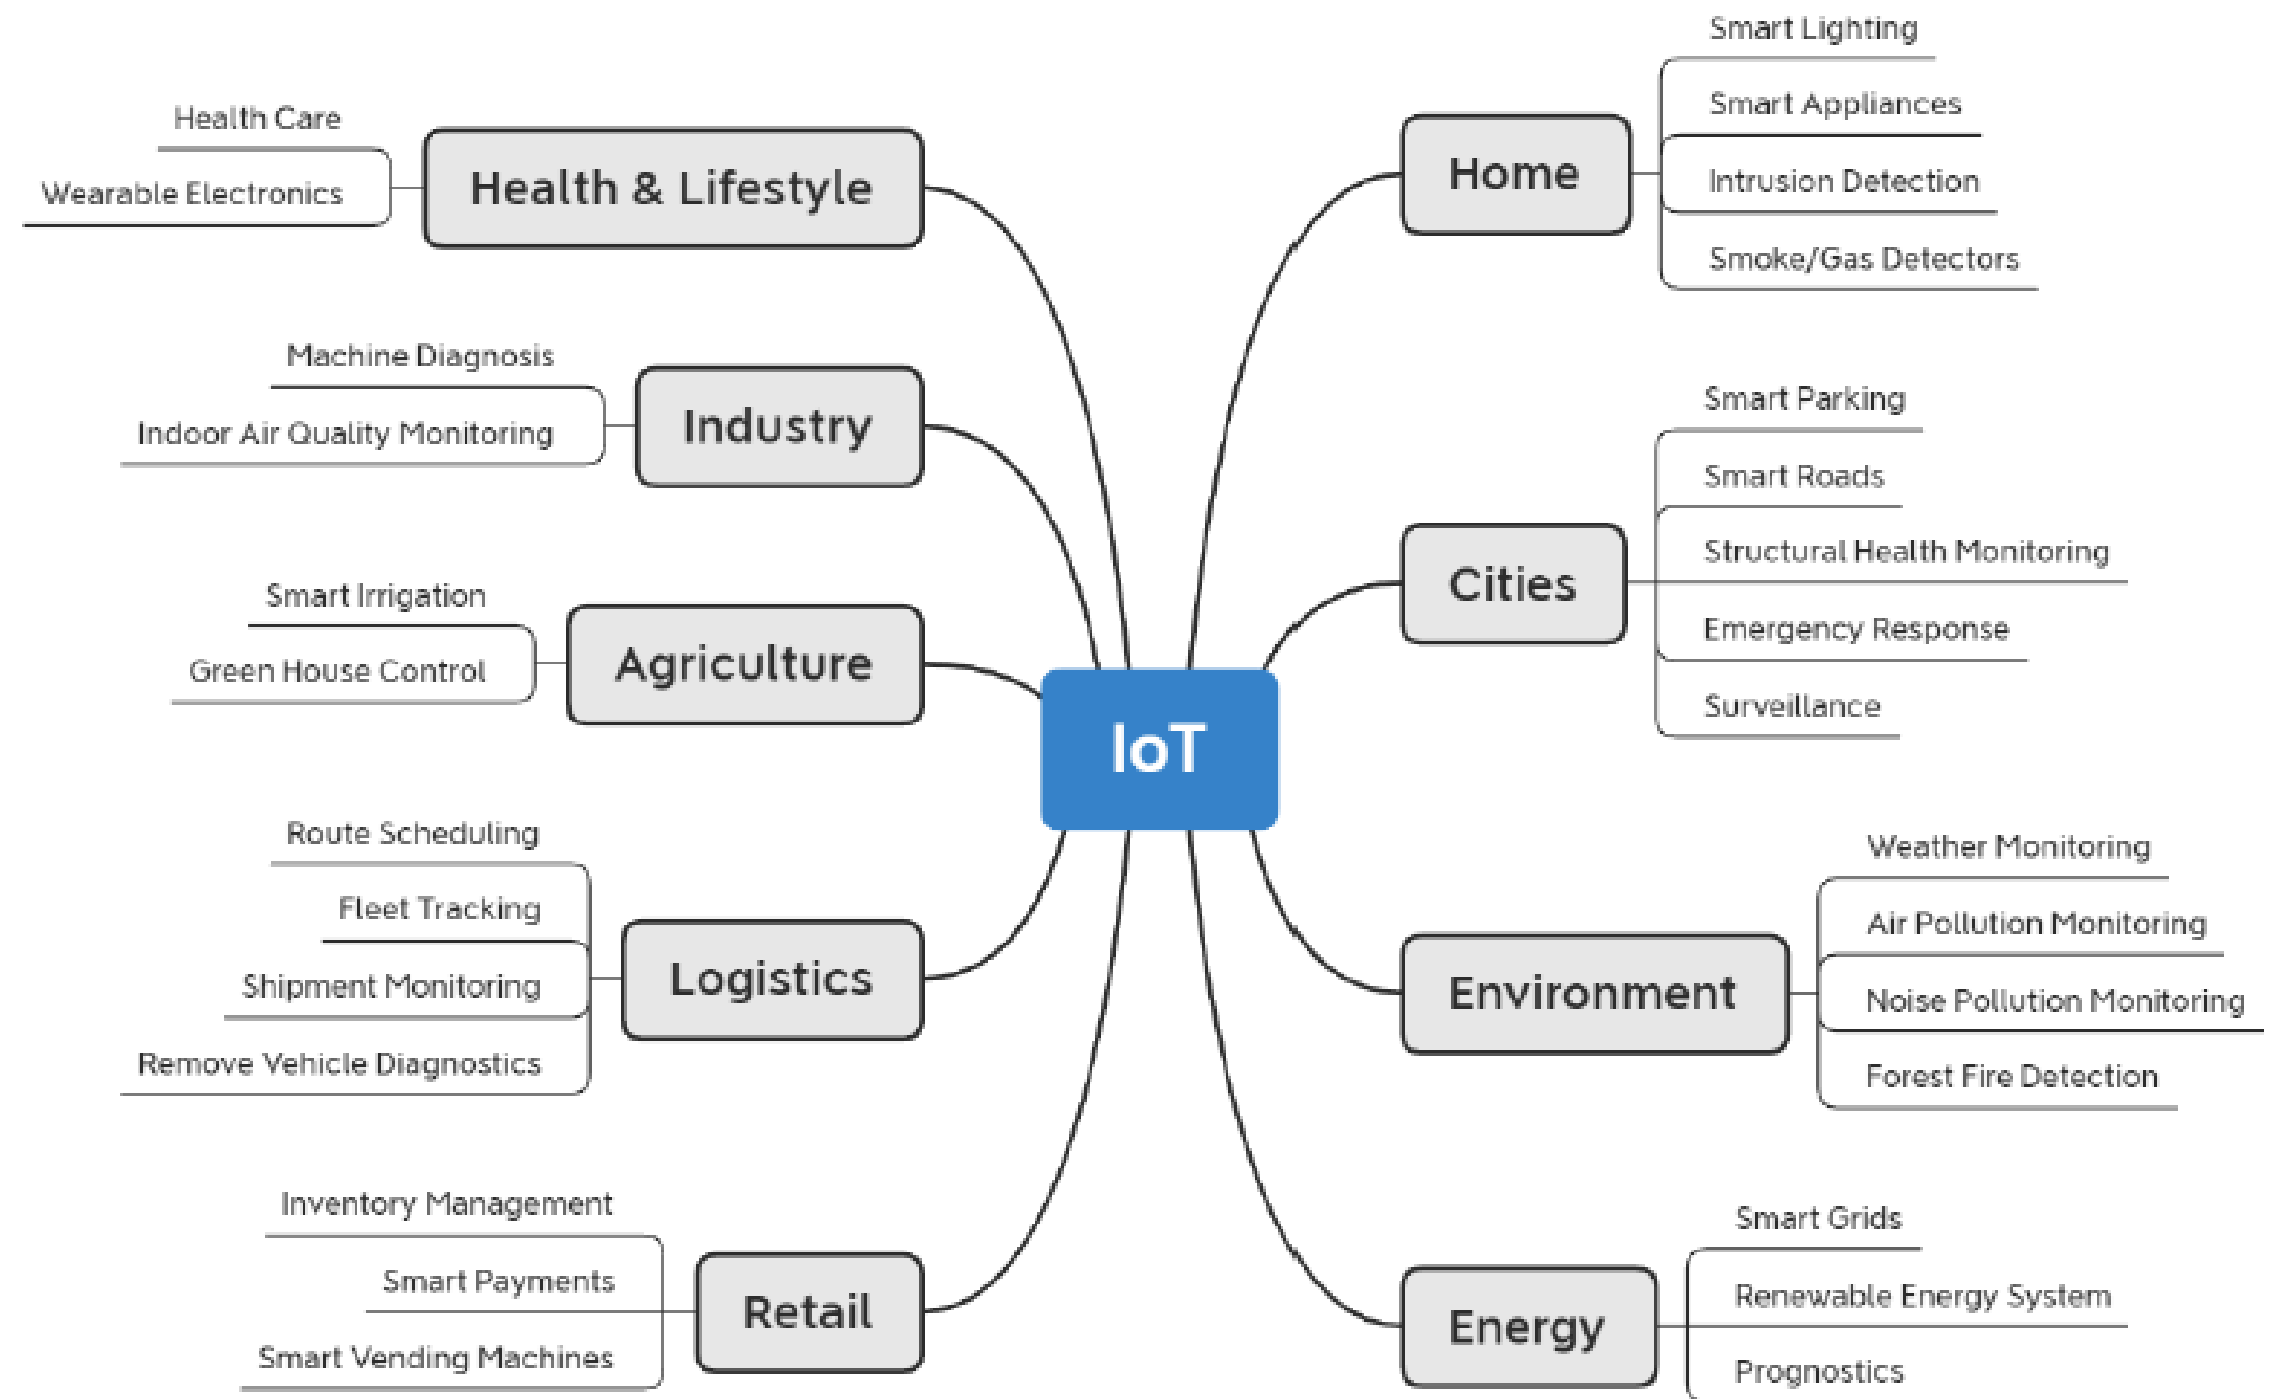 Smart Lighting
Smart Appliances
Home
Intrusion Detection
Smoke/Gas Detectors
Smart Parking
Smart Roads
Cities
Structural Health Monitoring
Emergency Response
Surveillance
Weather Monitoring
Air Pollution Monitoring
Environment
Noise Pollution Monitoring
Forest Fire Detection
Smart Grids
Energy
Renewable Energy System
Prognostics
IoT
Health & Lifestyle
Health Care
Wearable Electronics
Industry
Machine Diagnosis
Indoor Air Quality Monitoring
Agriculture
Smart Irrigation
Green House Control
Logistics
Route Scheduling
Fleet Tracking
Shipment Monitoring
Remove Vehicle Diagnostics
Retail
Inventory Management
Smart Payments
Smart Vending Machines